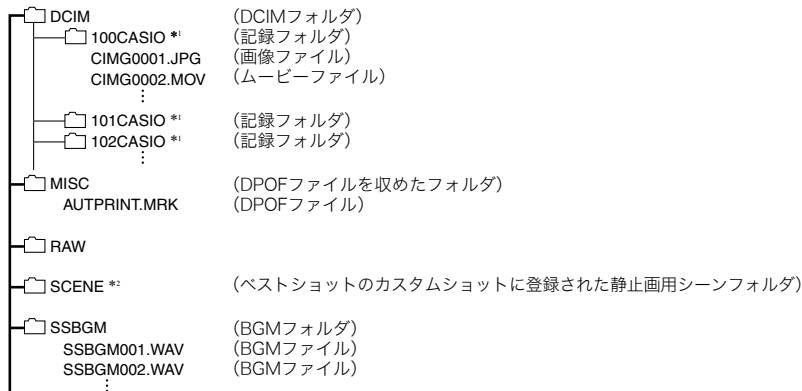 DCIM （DCIMフォルダ）
100CASIO *1 （記録フォルダ）
CIMG0001.JPG （画像ファイル）
CIMG0002.MOV （ムービーファイル）
101CASIO *1 （記録フォルダ）
102CASIO *1 （記録フォルダ）
MISC （DPOFファイルを収めたフォルダ）
AUTPRINT.MRK （DPOFファイル）
RAW
SCENE *2 （ベストショットのカスタムショットに登録された静止画用シーンフォルダ）
SSBGM （BGMフォルダ）
SSBGM001.WAV （BGMファイル）
SSBGM002.WAV （BGMファイル）